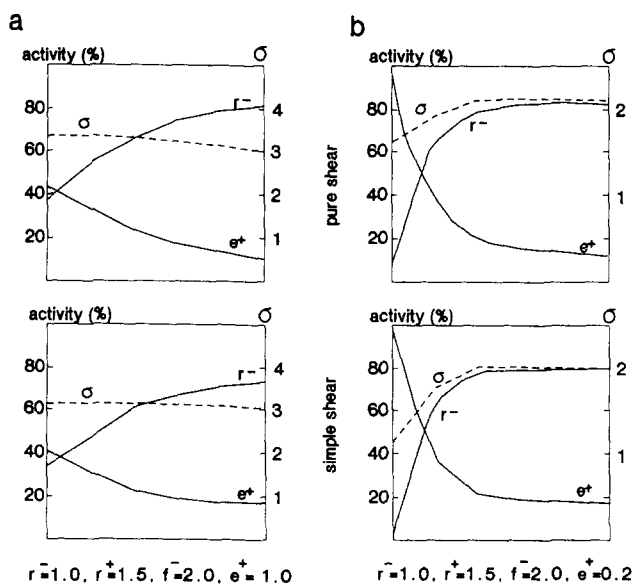 a
activity (%) σ
80
60
40
20
4
3
2
1
σ
r⁻
e⁺
b
activity (%) σ
80
60
40
20
2
1
σ
r⁻
e⁺
pure shear
activity (%) σ
80
60
40
20
4
3
2
1
σ
r⁻
e⁺
activity (%) σ
80
60
40
20
2
1
σ
r⁻
e⁺
simple shear
r⁻=1.0, r⁺=1.5, f⁻=2.0, e⁺=1.0
r⁻=1.0, r⁺=1.5, f⁻=2.0, e⁺=0.2